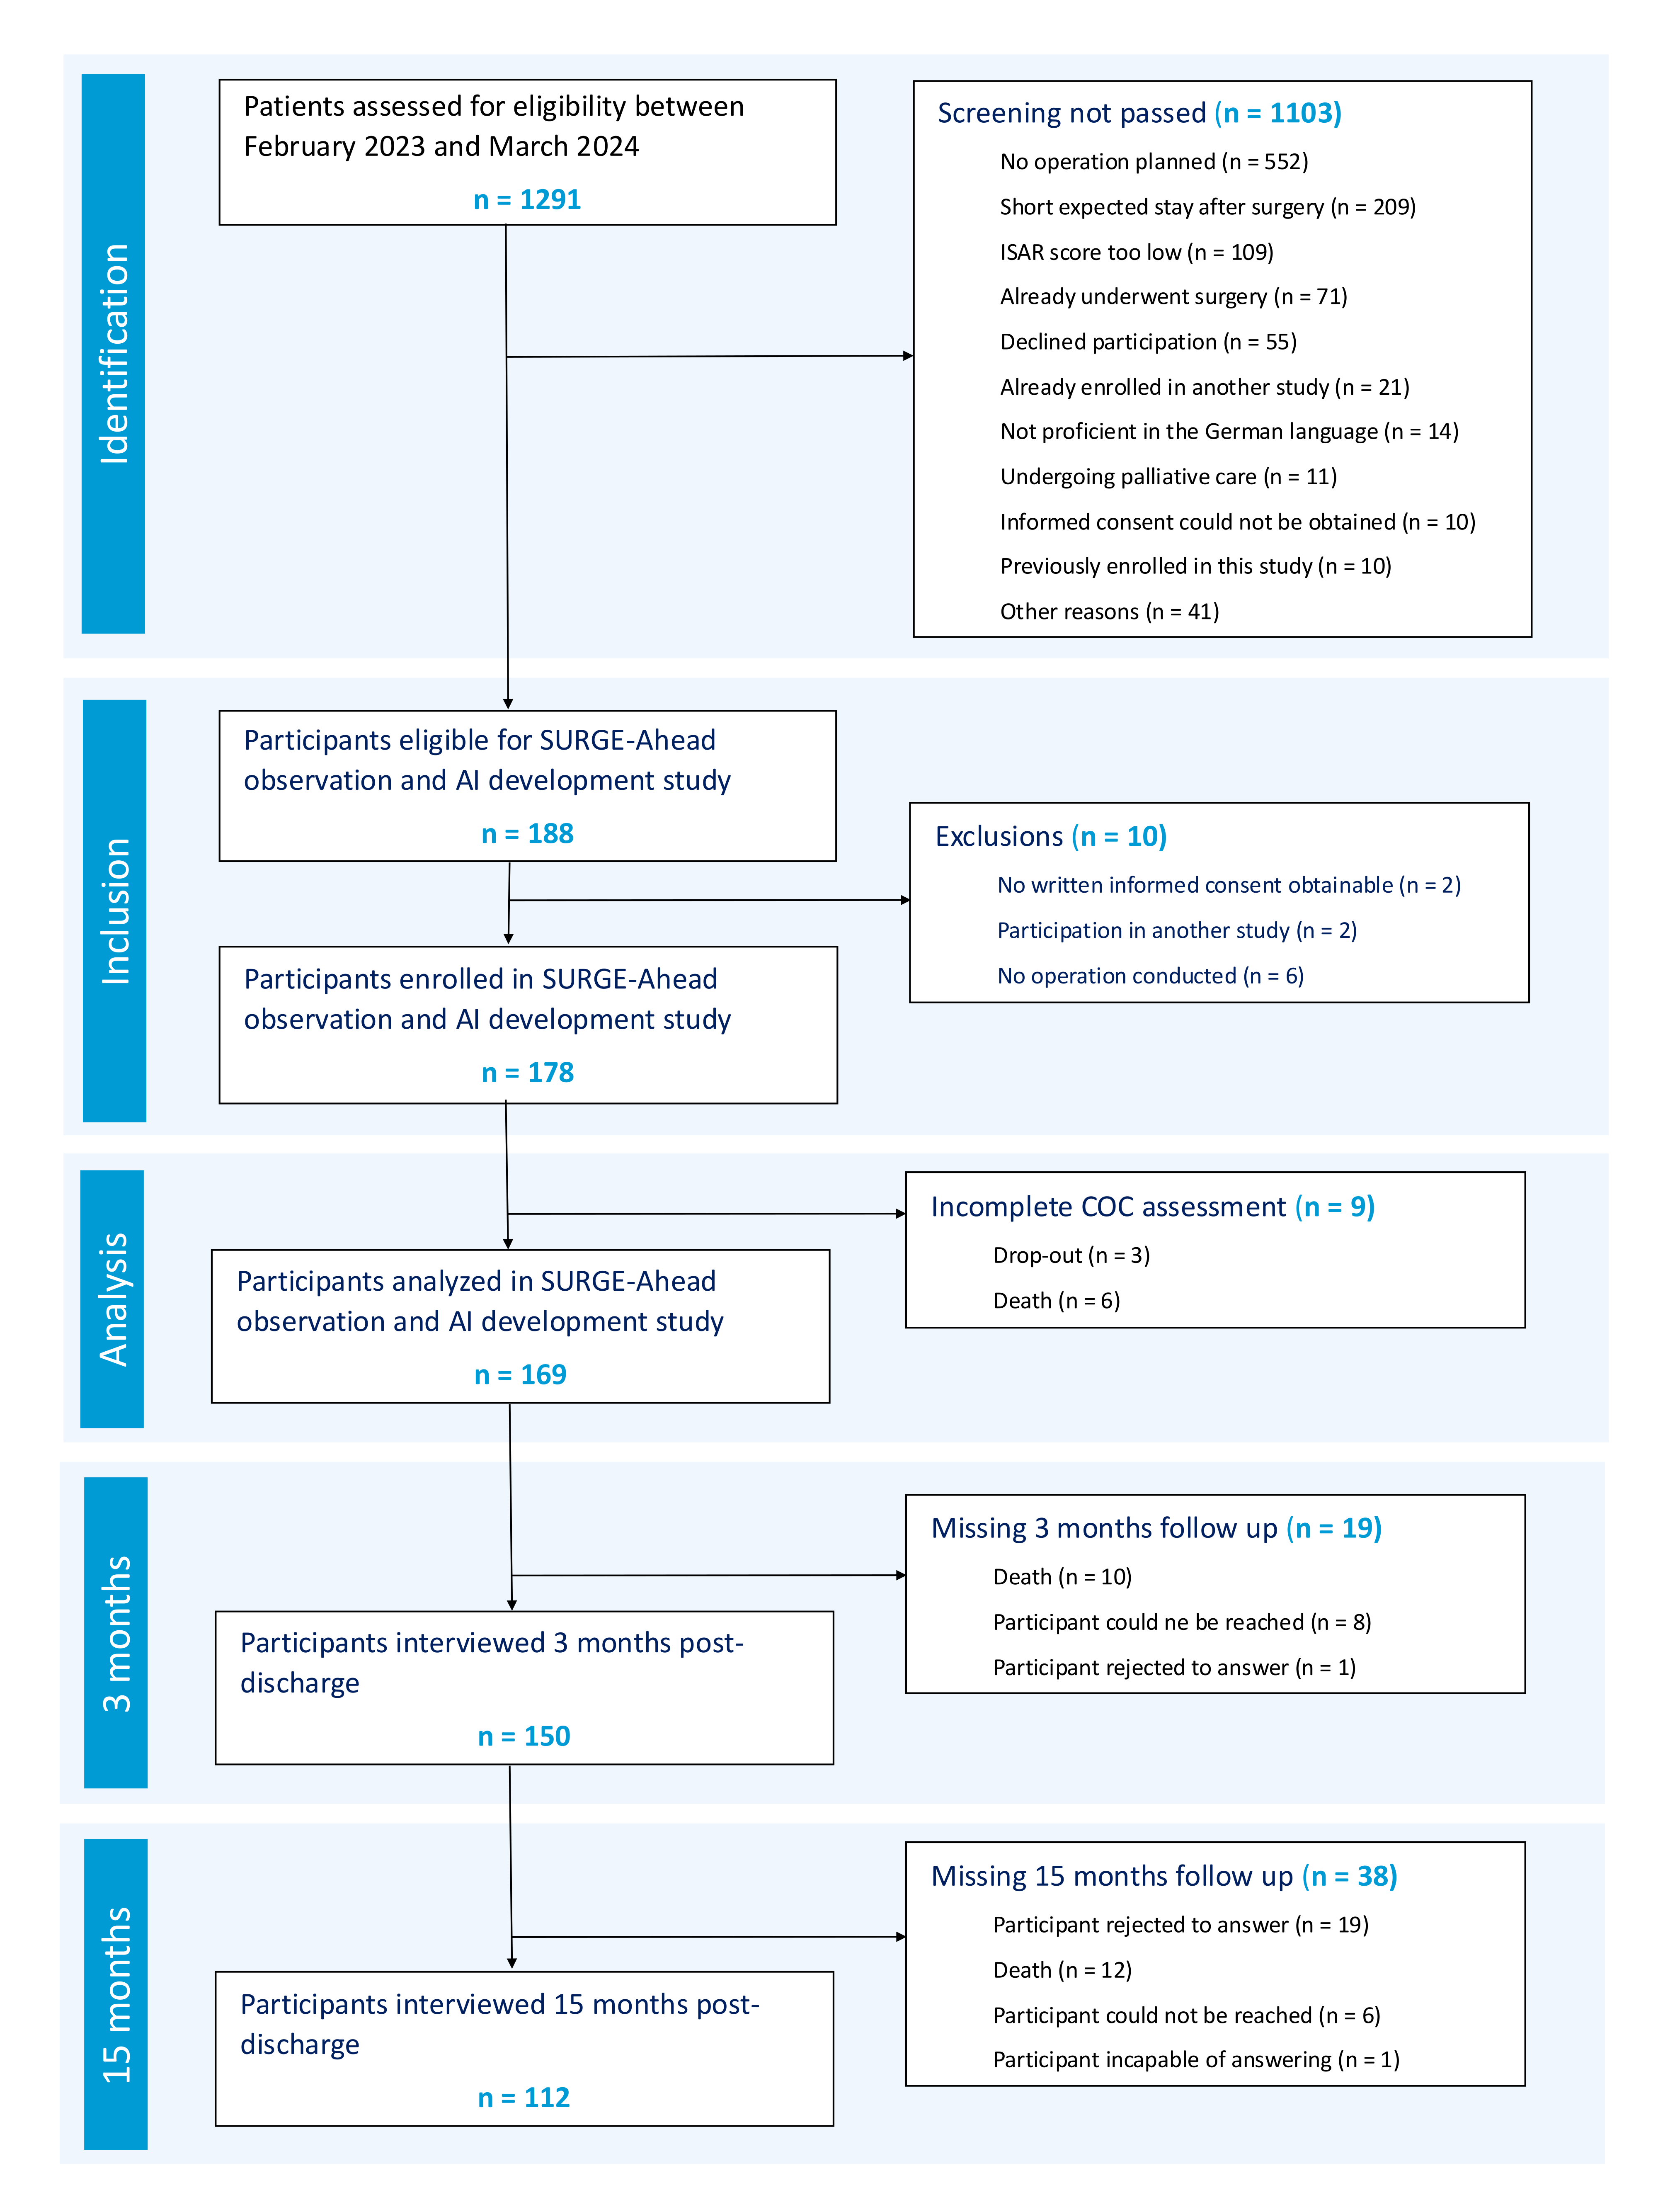 Identification
Patients assessed for eligibility between
February 2023 and March 2024
n = 1291
Screening not passed (n = 1103)
No operation planned (n = 552)
Short expected stay after surgery (n = 209)
ISAR score too low (n = 109)
Already underwent surgery (n = 71)
Declined participation (n = 55)
Already enrolled in another study (n = 21)
Not proficient in the German language (n = 14)
Undergoing palliative care (n = 11)
Informed consent could not be obtained (n = 10)
Previously enrolled in this study (n = 10)
Other reasons (n = 41)
Inclusion
Participants eligible for SURGE-Ahead
observation and AI development study
n = 188
Exclusions (n = 10)
No written informed consent obtainable (n = 2)
Participation in another study (n = 2)
No operation conducted (n = 6)
Participants enrolled in SURGE-Ahead
observation and AI development study
n = 178
Analysis
Incomplete COC assessment (n = 9)
Drop-out (n = 3)
Death (n = 6)
Participants analyzed in SURGE-Ahead
observation and AI development study
n = 169
3 months
Missing 3 months follow up (n = 19)
Death (n = 10)
Participant could ne be reached (n = 8)
Participant rejected to answer (n = 1)
Participants interviewed 3 months post-
discharge
n = 150
15 months
Missing 15 months follow up (n = 38)
Participant rejected to answer (n = 19)
Death (n = 12)
Participant could not be reached (n = 6)
Participant incapable of answering (n = 1)
Participants interviewed 15 months post-
discharge
n = 112